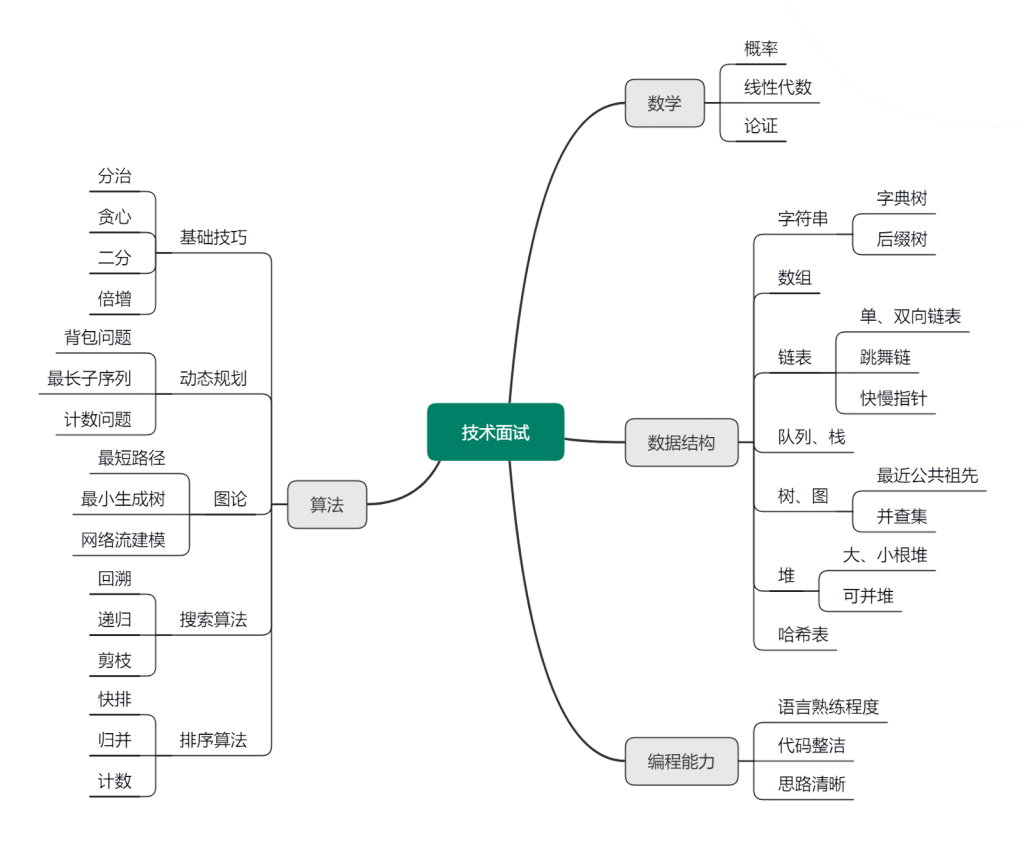 技术面试
数学
概率
线性代数
论证
数据结构
字符串
字典树
后缀树
数组
链表
单、双向链表
跳舞链
快慢指针
队列、栈
树、图
最近公共祖先
并查集
堆
大、小根堆
可并堆
哈希表
编程能力
语言熟练程度
代码整洁
思路清晰
算法
基础技巧
分治
贪心
二分
倍增
动态规划
背包问题
最长子序列
计数问题
图论
最短路径
最小生成树
网络流建模
搜索算法
回溯
递归
剪枝
排序算法
快排
归并
计数